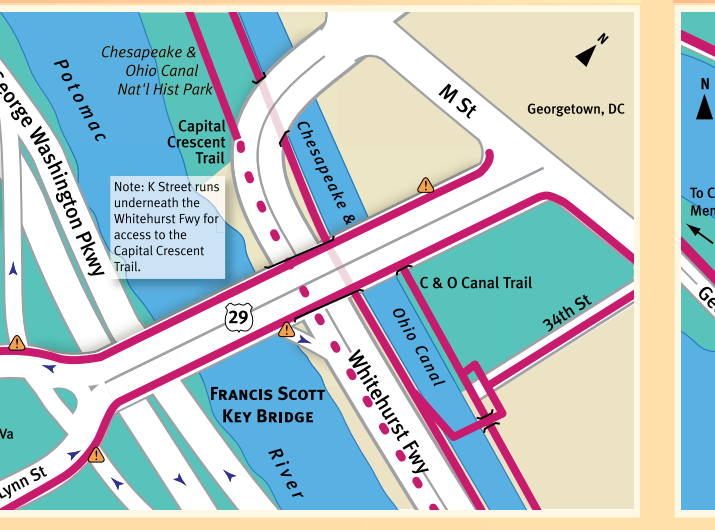 Chesapeake &
Ohio Canal
Nat'l Hist Park
N
Potomac
George Washington Pkwy
M St
Georgetown, DC
Capital
Crescent
Trail
Chesapeake &
Note: K Street runs
underneath the
Whitehurst Fwy for
access to the
Capital Crescent
Trail.
C & O Canal Trail
29
34th St
Ohio Canal
Whitehurst Fwy
FRANCIS SCOTT
KEY BRIDGE
River
Va
Lynn St
N
To C
Mem
Ge